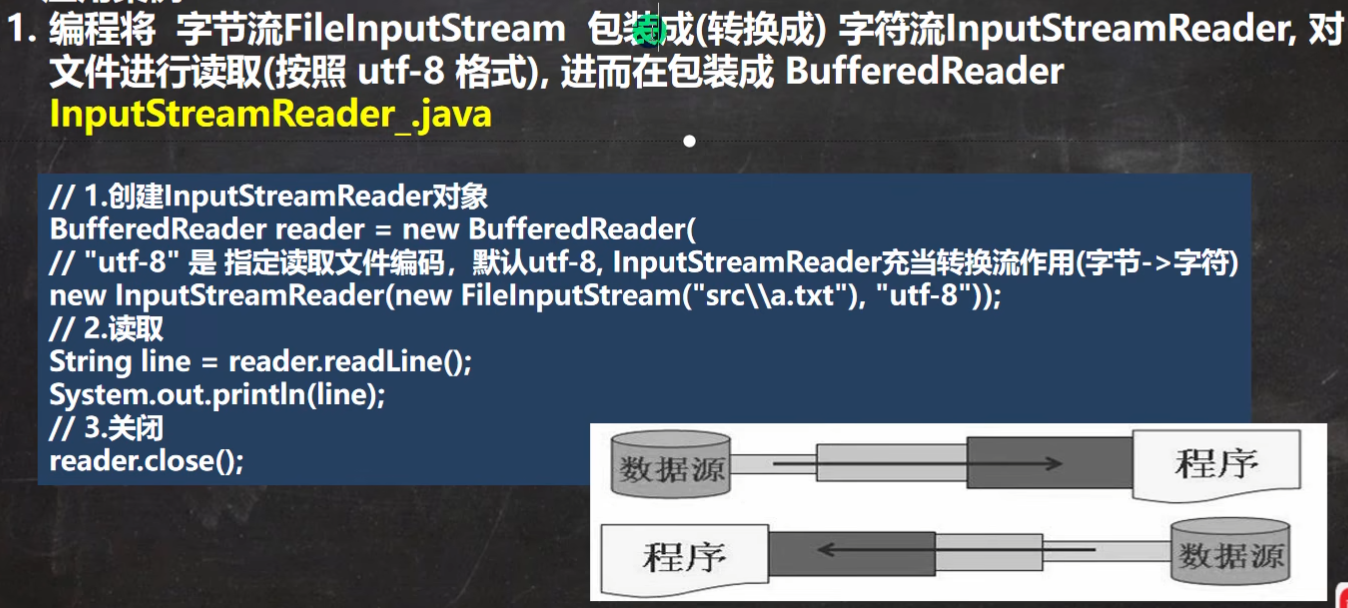 1. 编程将 字节流FileInputStream 包装成(转换成) 字符流InputStreamReader, 对
文件进行读取(按照 utf-8 格式), 进而在包装成 BufferedReader
InputStreamReader_.java
// 1.创建InputStreamReader对象
BufferedReader reader = new BufferedReader(
// "utf-8" 是 指定读取文件编码，默认utf-8, InputStreamReader充当转换流作用(字节->字符)
new InputStreamReader(new FileInputStream("src\\a.txt"), "utf-8"));
// 2.读取
String line = reader.readLine();
System.out.println(line);
// 3.关闭
reader.close();
数据源
程序
程序
数据源